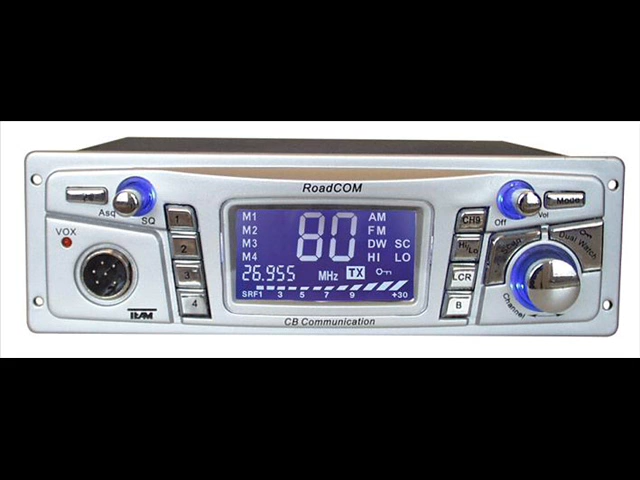 RoadCOM
Asq
SQ
VOX
TEAM
1
2
3
4
M1
M2
M3
M4
80
AM
FM
DW SC
HI LO
26.955 MHz TX
SRF1 3 5 7 9 +30
CB Communication
CH9
Hi/Lo
LCR
B
Off
Vol
Mode
Scan
Dual Watch
Channel